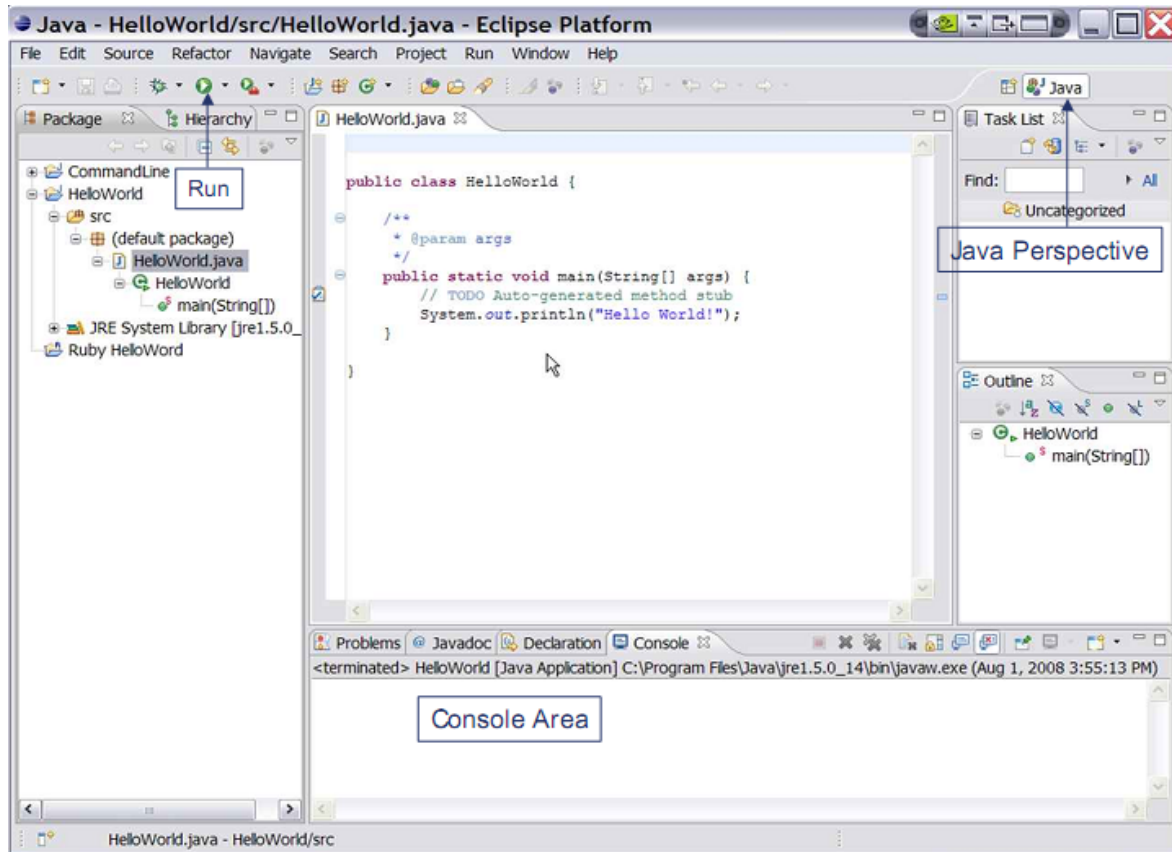 Java - HelloWorld/src/HelloWorld.java - Eclipse Platform
File Edit Source Refactor Navigate Search Project Run Window Help
Java
Package
Hierarchy
CommandLine
HelloWorld
src
(default package)
HelloWorld.java
HelloWorld
main(String[])
JRE System Library [jre1.5.0_
Ruby HelloWord
Run
HelloWorld.java
public class HelloWorld {
/**
* @param args
*/
public static void main(String[] args) {
// TODO Auto-generated method stub
System.out.println("Hello World!");
}
}
Task List
Find:
All
Uncategorized
Java Perspective
Outline
HelloWorld
main(String[])
Problems Javadoc Declaration Console
<terminated> HelloWorld [Java Application] C:\Program Files\Java\jre1.5.0_14\bin\javaw.exe (Aug 1, 2008 3:55:13 PM)
Console Area
HelloWorld.java - HelloWorld/src